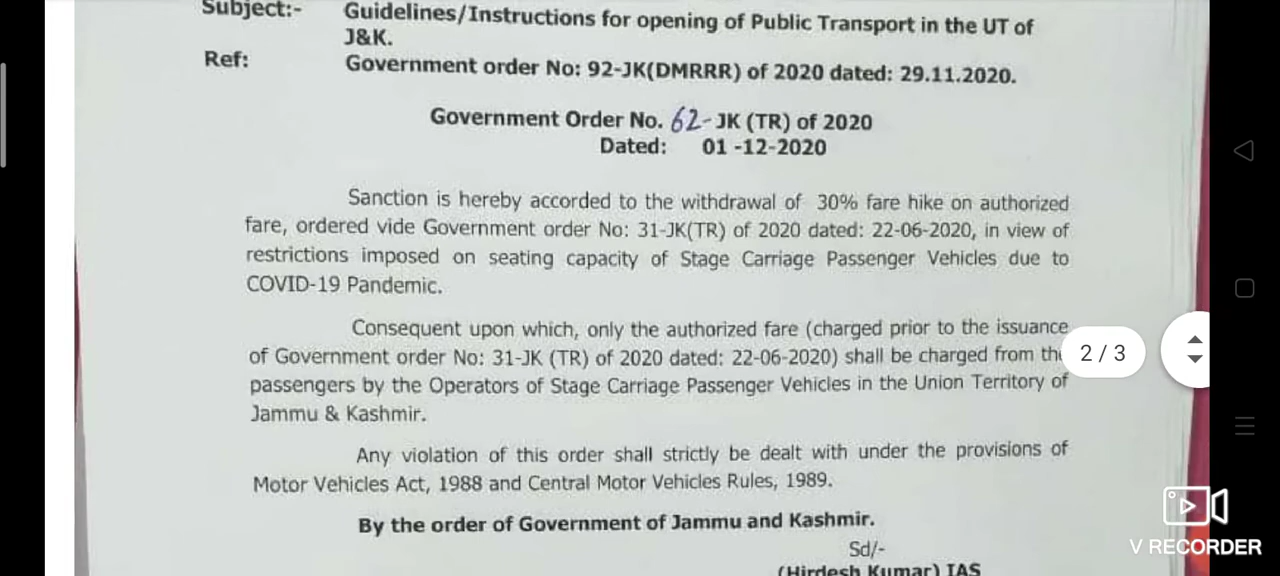 Subject:- Guidelines/Instructions for opening of Public Transport in the UT of
J&K.
Ref: Government order No: 92-JK(DMRRR) of 2020 dated: 29.11.2020.
Government Order No. 62- JK (TR) of 2020
Dated: 01 -12-2020
Sanction is hereby accorded to the withdrawal of 30% fare hike on authorized
fare, ordered vide Government order No: 31-JK(TR) of 2020 dated: 22-06-2020, in view of
restrictions imposed on seating capacity of Stage Carriage Passenger Vehicles due to
COVID-19 Pandemic.
Consequent upon which, only the authorized fare (charged prior to the issuance
of Government order No: 31-JK (TR) of 2020 dated: 22-06-2020) shall be charged from the
2 / 3
passengers by the Operators of Stage Carriage Passenger Vehicles in the Union Territory of
Jammu & Kashmir.
Any violation of this order shall strictly be dealt with under the provisions of
Motor Vehicles Act, 1988 and Central Motor Vehicles Rules, 1989.
By the order of Government of Jammu and Kashmir.
Sd/-
(Hirdesh Kumar) IAS
V RECORDER